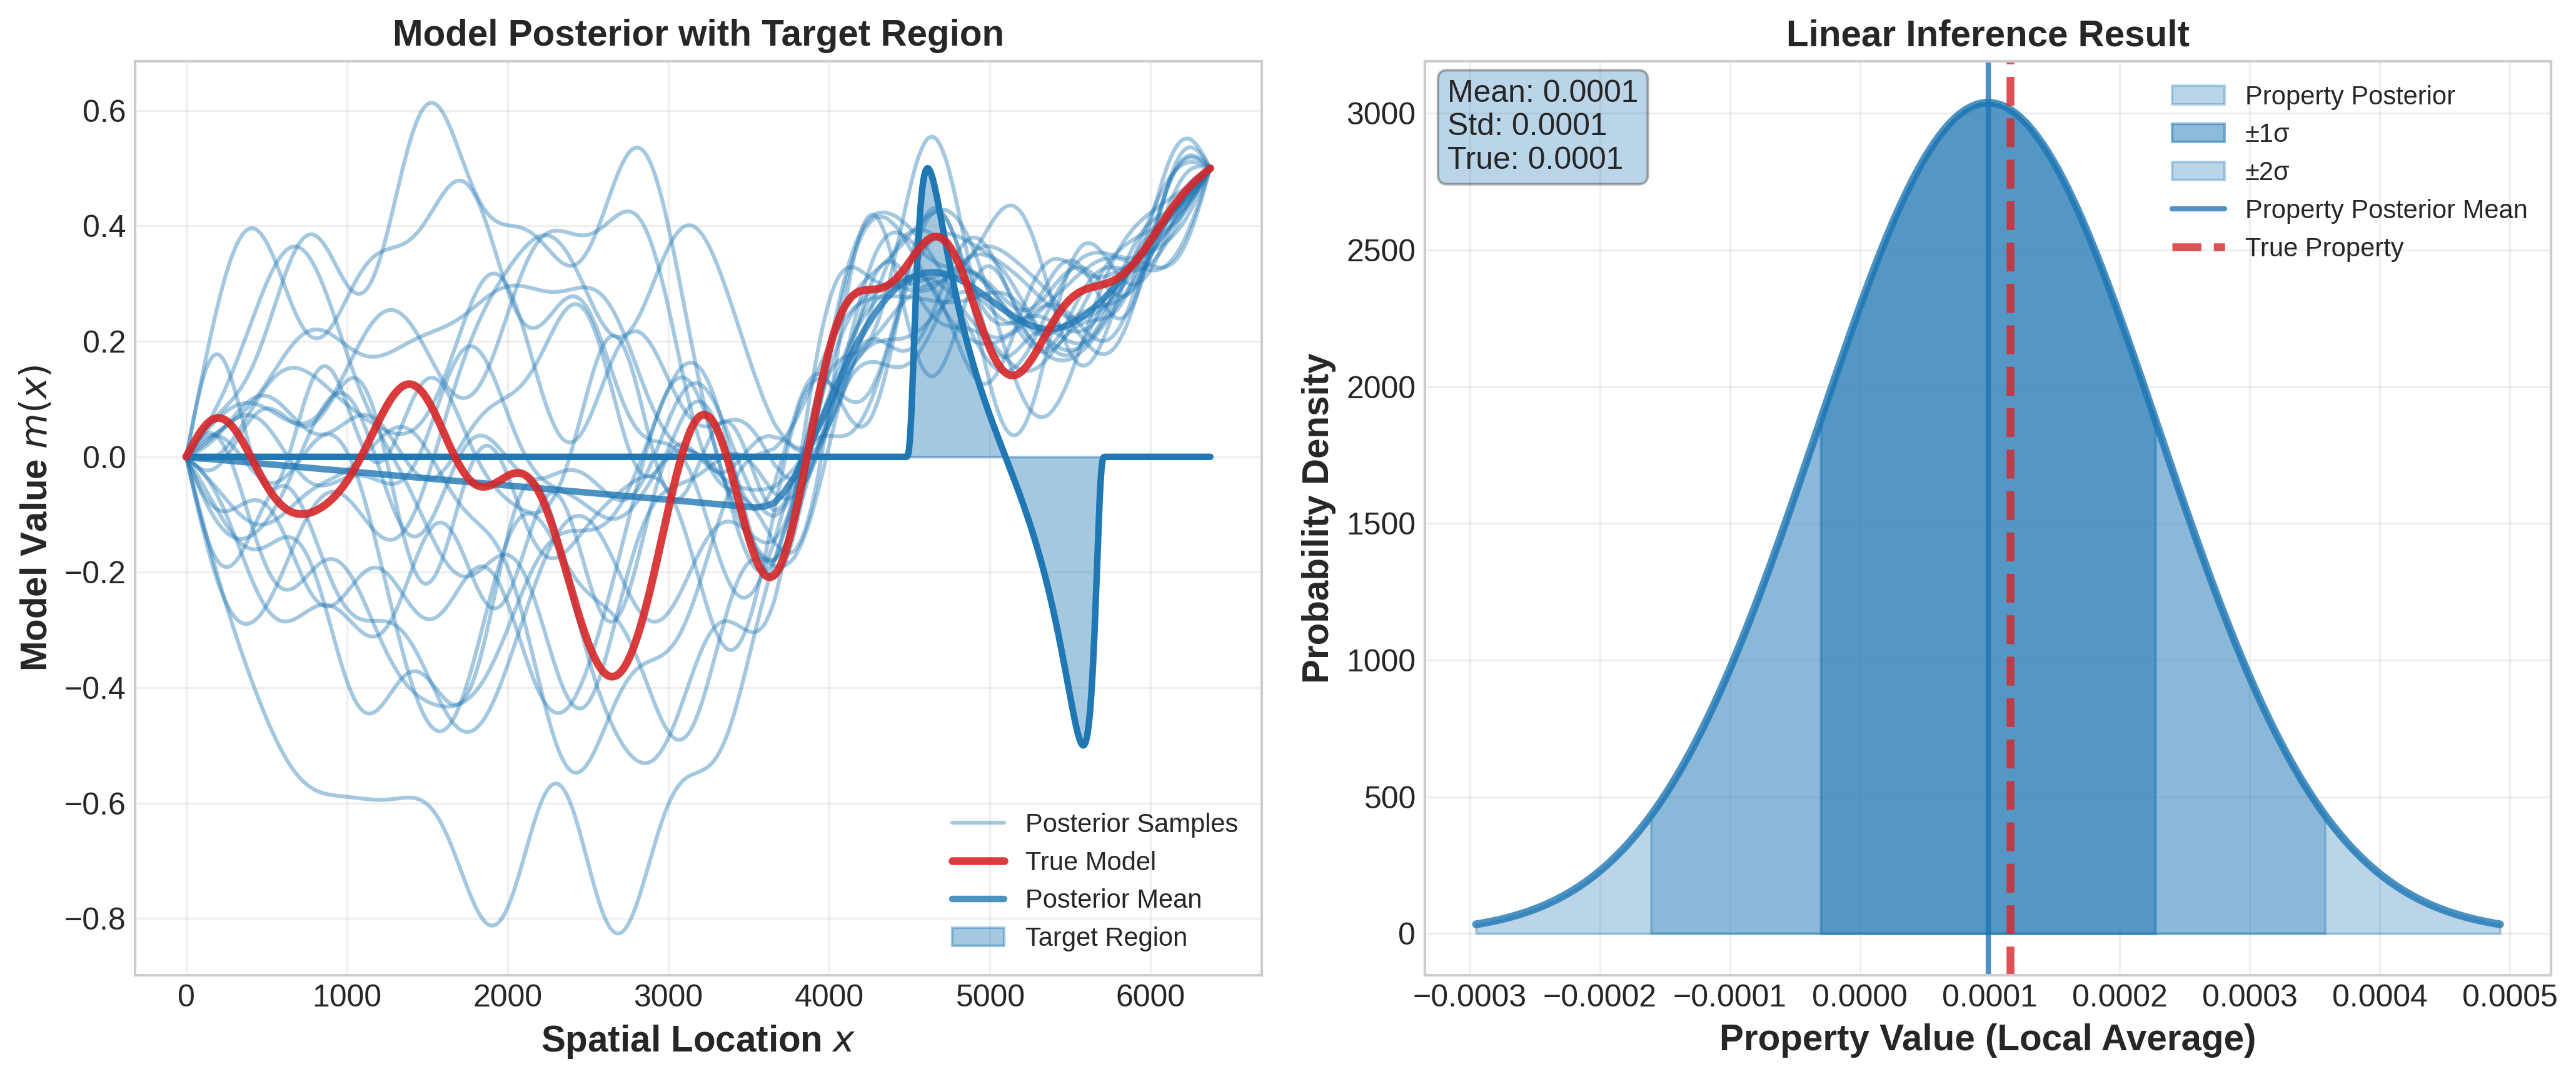 Model Posterior with Target Region
Model Value m(x)
0.6
0.4
0.2
0.0
−0.2
−0.4
−0.6
−0.8
0 1000 2000 3000 4000 5000 6000
Spatial Location x
Posterior Samples
True Model
Posterior Mean
Target Region
Linear Inference Result
Probability Density
3000
2500
2000
1500
1000
500
0
−0.0003 −0.0002 −0.0001 0.0000 0.0001 0.0002 0.0003 0.0004 0.0005
Property Value (Local Average)
Mean: 0.0001
Std: 0.0001
True: 0.0001
Property Posterior
±1σ
±2σ
Property Posterior Mean
True Property